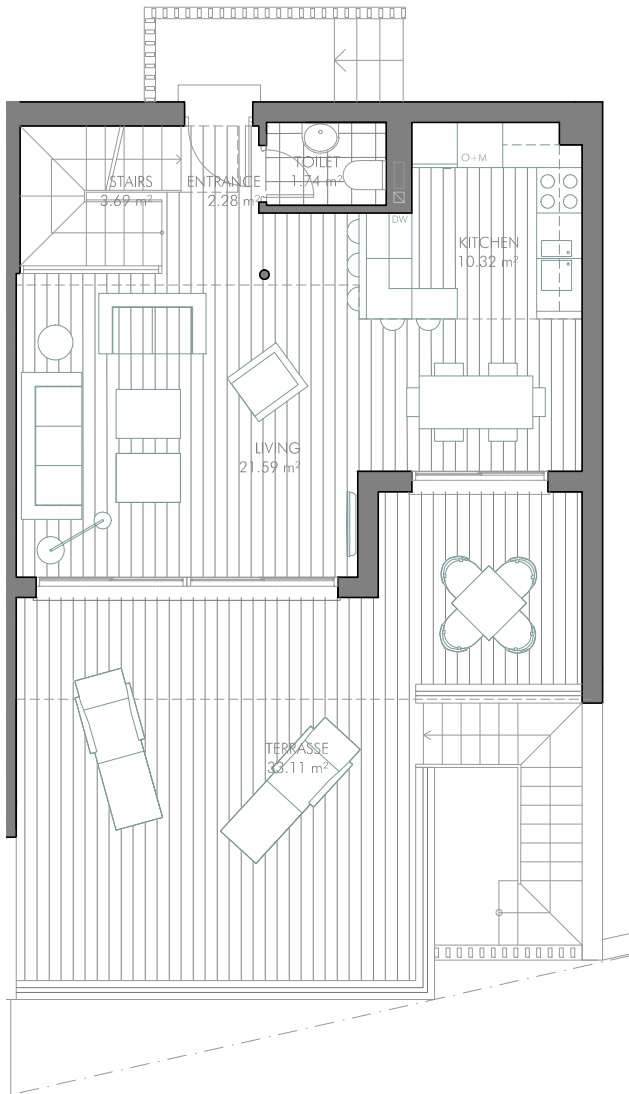 STAIRS
3.69 m²
ENTRANCE
2.28 m²
TOILET
1.74 m²
O+M
DW
KITCHEN
10.32 m²
LIVING
21.59 m²
TERRASSE
33.11 m²